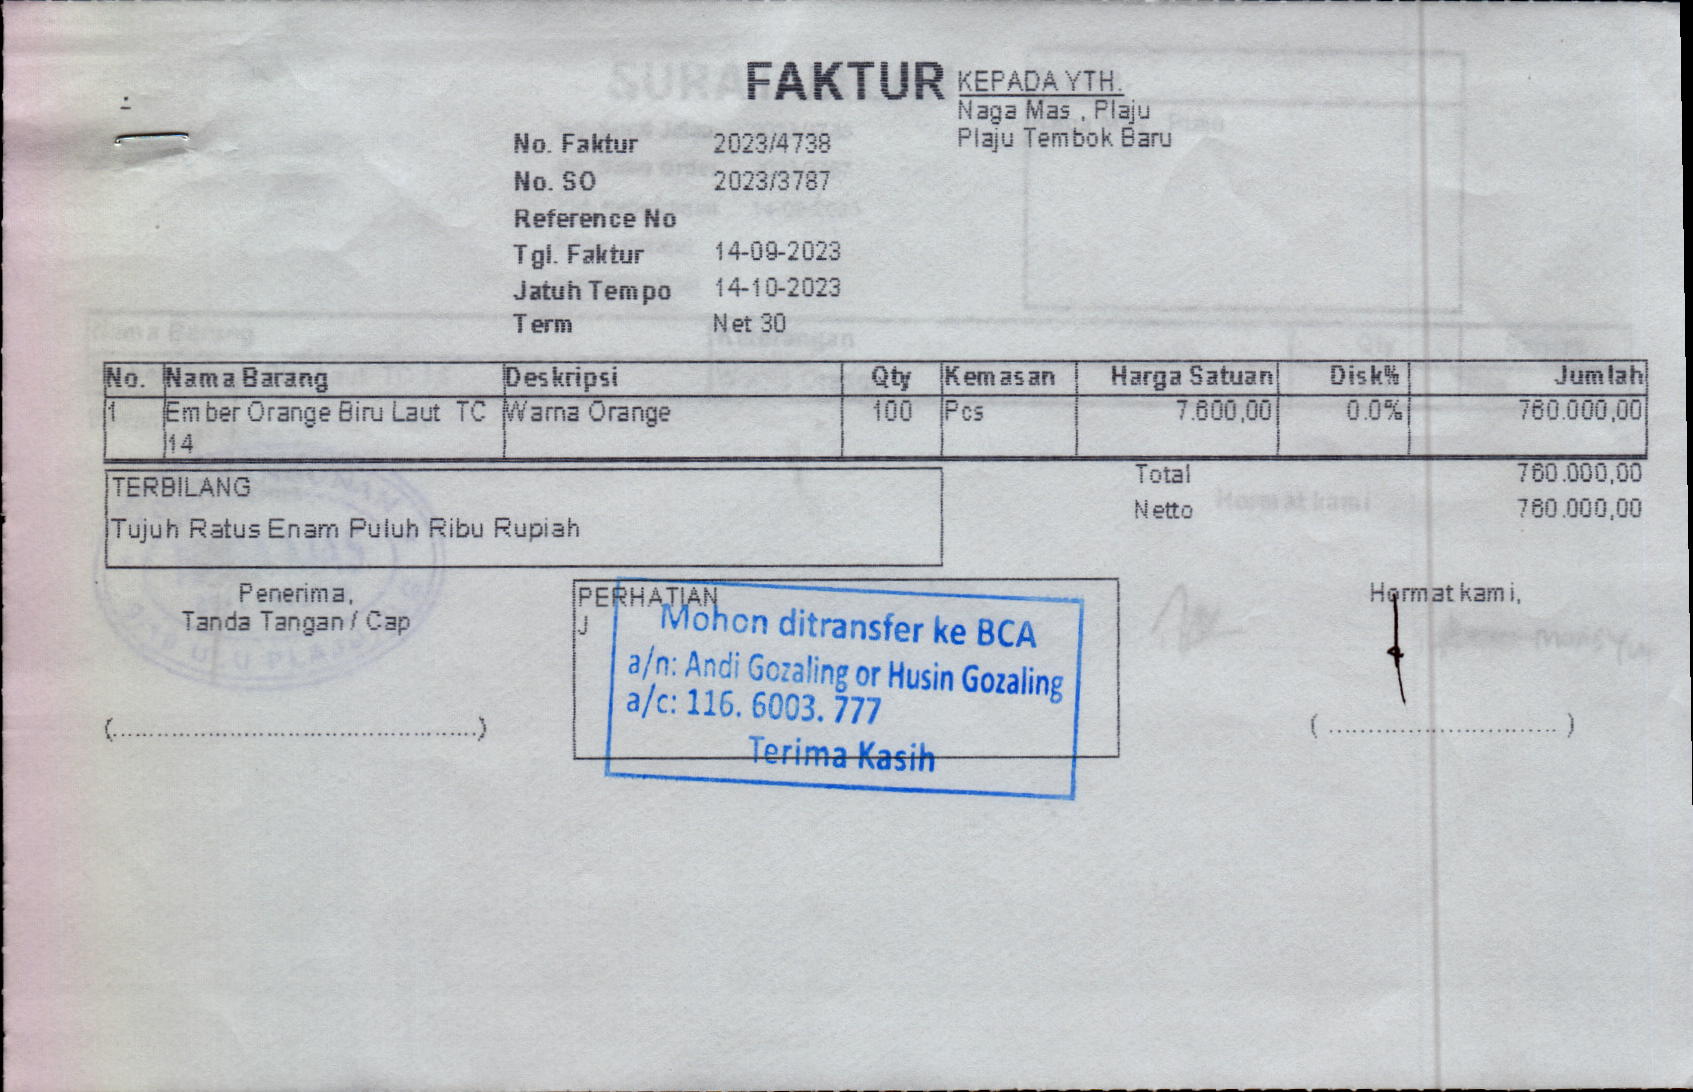 FAKTUR
KEPADA YTH.
Naga Mas , Plaju
Plaju Tembok Baru
No. Faktur 2023/4738
No. SO 2023/3787
Reference No
Tgl. Faktur 14-09-2023
Jatuh Tempo 14-10-2023
Term Net 30
No. Nama Barang Deskripsi Qty Kemasan Harga Satuan Disk% Jumlah
1 Ember Orange Biru Laut TC Warna Orange 100 Pcs 7.600,00 0.0% 760.000,00
14
Total 760.000,00
Netto 760.000,00
TERBILANG
Tujuh Ratus Enam Puluh Ribu Rupiah
Penerima,
Tanda Tangan / Cap
(..............................................)
PERHATIAN
J
Mohon ditransfer ke BCA
a/n: Andi Gozaling or Husin Gozaling
a/c: 116. 6003. 777
Terima Kasih
Hormat kami,
( ............................. )